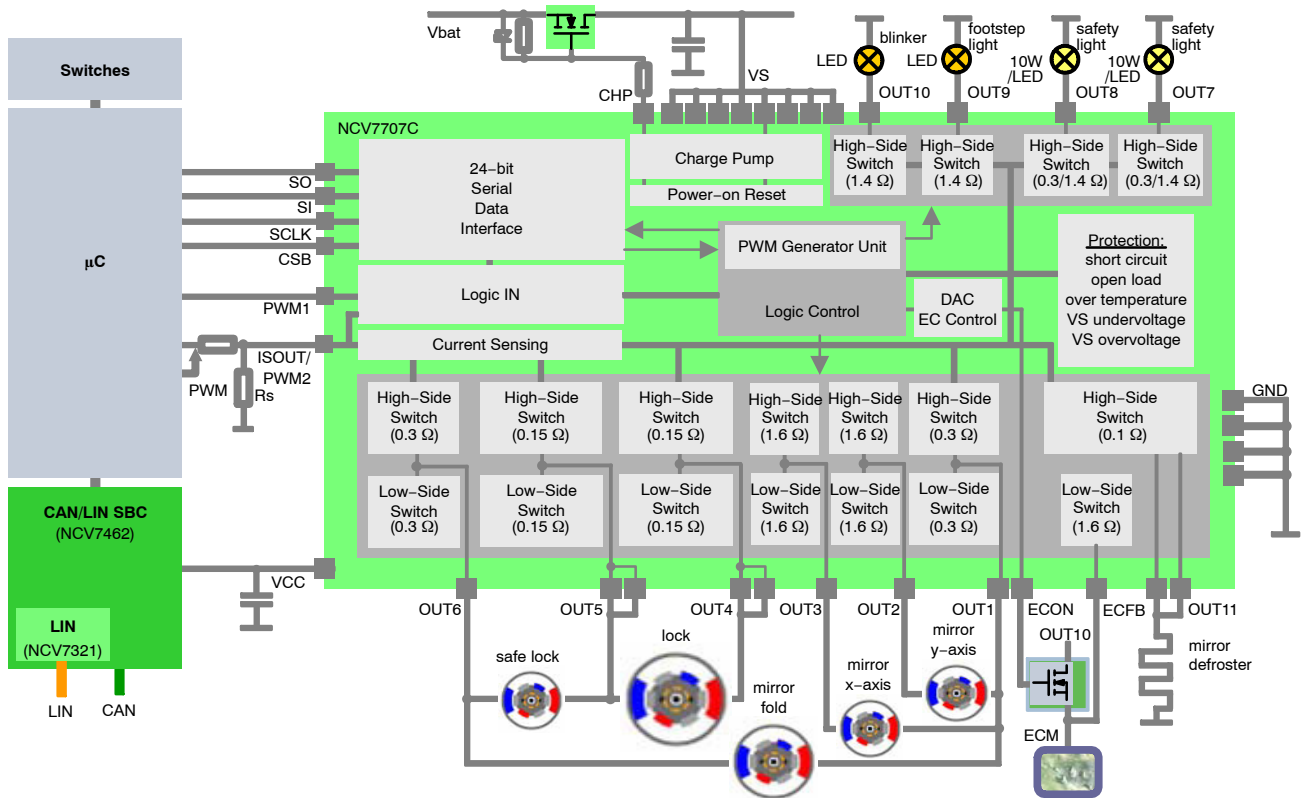 Vbat
CHP
VS
blinker
LED
OUT10
footstep
light
LED
OUT9
safety
light
10W
/LED
OUT8
safety
light
10W
/LED
OUT7
Switches
μC
NCV7707C
SO
SI
SCLK
CSB
PWM1
ISOUT/
PWM2
PWM
Rs
24−bit
Serial
Data
Interface
Logic IN
Current Sensing
Charge Pump
Power−on Reset
High−Side
Switch
(1.4 Ω)
High−Side
Switch
(1.4 Ω)
High−Side
Switch
(0.3/1.4 Ω)
High−Side
Switch
(0.3/1.4 Ω)
PWM Generator Unit
Logic Control
DAC
EC Control
Protection:
short circuit
open load
over temperature
VS undervoltage
VS overvoltage
High−Side
Switch
(0.3 Ω)
High−Side
Switch
(0.15 Ω)
High−Side
Switch
(0.15 Ω)
High−Side
Switch
(1.6 Ω)
High−Side
Switch
(1.6 Ω)
High−Side
Switch
(0.3 Ω)
High−Side
Switch
(0.1 Ω)
GND
Low−Side
Switch
(0.3 Ω)
Low−Side
Switch
(0.15 Ω)
Low−Side
Switch
(0.15 Ω)
Low−Side
Switch
(1.6 Ω)
Low−Side
Switch
(1.6 Ω)
Low−Side
Switch
(0.3 Ω)
Low−Side
Switch
(1.6 Ω)
CAN/LIN SBC
(NCV7462)
VCC
LIN
(NCV7321)
LIN
CAN
OUT6
OUT5
OUT4
OUT3
OUT2
OUT1
ECON
ECFB
OUT11
safe lock
lock
mirror
fold
mirror
x−axis
mirror
y−axis
OUT10
ECM
mirror
defroster